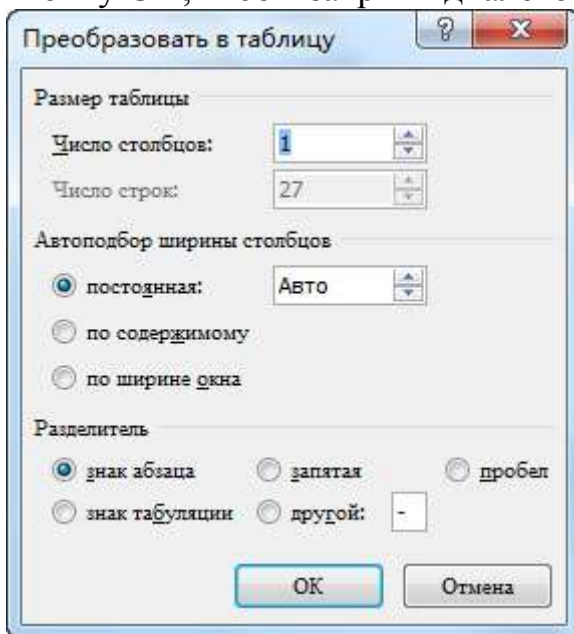 Преобразовать в таблицу
Размер таблицы
Число столбцов: 1
Число строк: 27
Автоподбор ширины столбцов
постоянная: Авто
по содержимому
по ширине окна
Разделитель
знак абзаца запятая пробел
знак табуляции другой: -
ОК Отмена